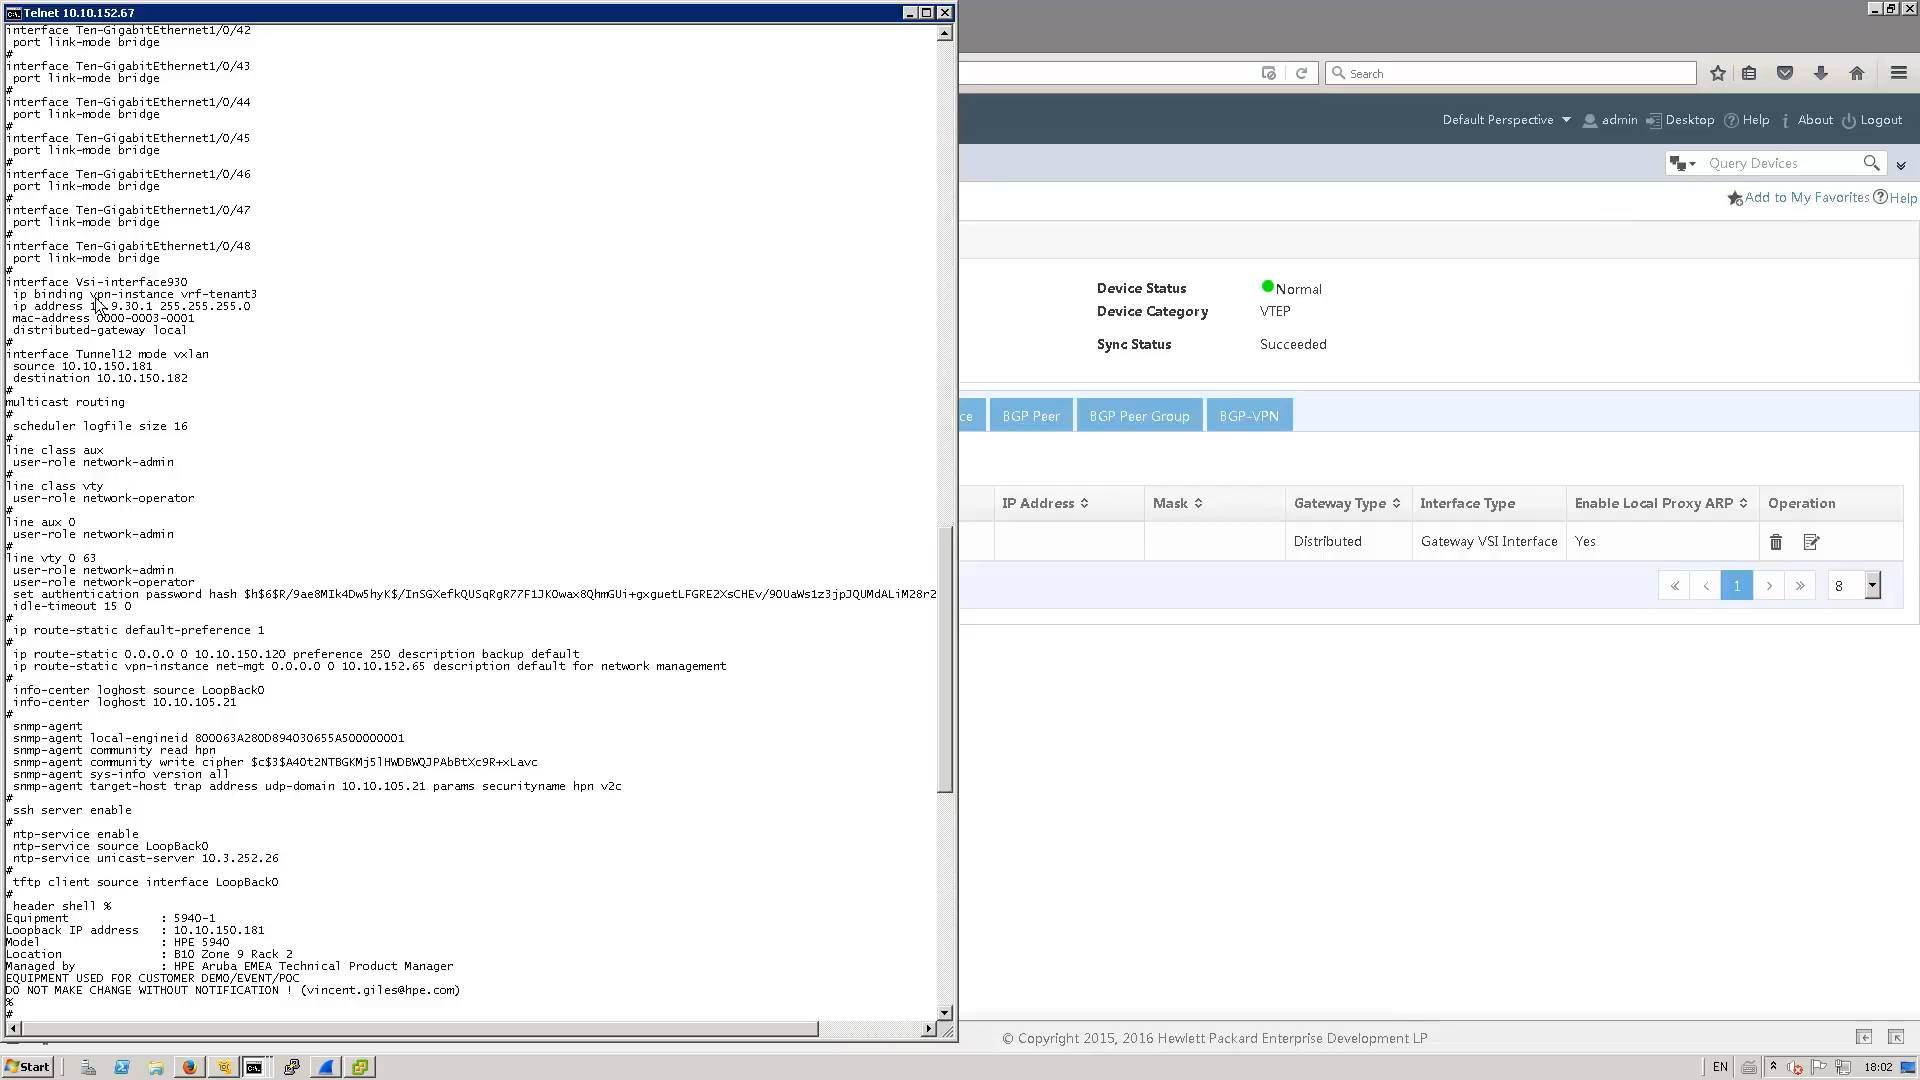 Telnet 10.10.152.67
interface Ten-GigabitEthernet1/0/42
port link-mode bridge
#
interface Ten-GigabitEthernet1/0/43
port link-mode bridge
#
interface Ten-GigabitEthernet1/0/44
port link-mode bridge
#
interface Ten-GigabitEthernet1/0/45
port link-mode bridge
#
interface Ten-GigabitEthernet1/0/46
port link-mode bridge
#
interface Ten-GigabitEthernet1/0/47
port link-mode bridge
#
interface Ten-GigabitEthernet1/0/48
port link-mode bridge
#
interface Vsi-interface930
ip binding vpn-instance vrf-tenant3
ip address 255.255.255.0
mac-address 0000-0003-0001
distributed-gateway local
#
interface Tunnel12 mode vxlan
source 10.10.150.181
destination 10.10.150.182
#
multicast routing
#
scheduler logfile size 16
#
line class aux
user-role network-admin
#
line class vty
user-role network-operator
#
line aux 0
user-role network-admin
#
line vty 0 63
user-role network-admin
user-role network-operator
set authentication password hash
idle-timeout 15 0
#
ip route-static default-preference 1
#
ip route-static 0.0.0.0 0 10.10.150.120 preference 250 description backup default
ip route-static vpn-instance net-mgt 0.0.0.0 0 10.10.152.65 description default for network management
#
info-center loghost source LoopBack0
info-center loghost 10.10.105.21
#
snmp-agent
snmp-agent local-engineid 800063A280D894030655A500000001
snmp-agent community read hpn
snmp-agent community write cipher
snmp-agent sys-info version all
snmp-agent target-host trap address udp-domain 10.10.105.21 params securityname hpn v2c
#
ssh server enable
#
ntp-service enable
ntp-service source LoopBack0
ntp-service unicast-server 10.3.252.26
#
tftp client source interface LoopBack0
#
header shell %
Equipment : 5940-1
Loopback IP address : 10.10.150.181
Model : HPE 5940
Location : B10 Zone 9 Rack 2
Managed by : HPE Aruba EMEA Technical Product Manager
EQUIPMENT USED FOR CUSTOMER DEMO/EVENT/POC
DO NOT MAKE CHANGE WITHOUT NOTIFICATION ! (vincent.giles@hpe.com)
%
#
Search
Default Perspective admin Desktop Help About Logout
Query Devices
Add to My Favorites Help
Device Status Normal
Device Category VTEP
Sync Status Succeeded
ce BGP Peer BGP Peer Group BGP-VPN
IP Address Mask Gateway Type Interface Type Enable Local Proxy ARP Operation
Distributed Gateway VSI Interface Yes
« ‹ 1 › » 8
© Copyright 2015, 2016 Hewlett Packard Enterprise Development LP
Start EN 18:02